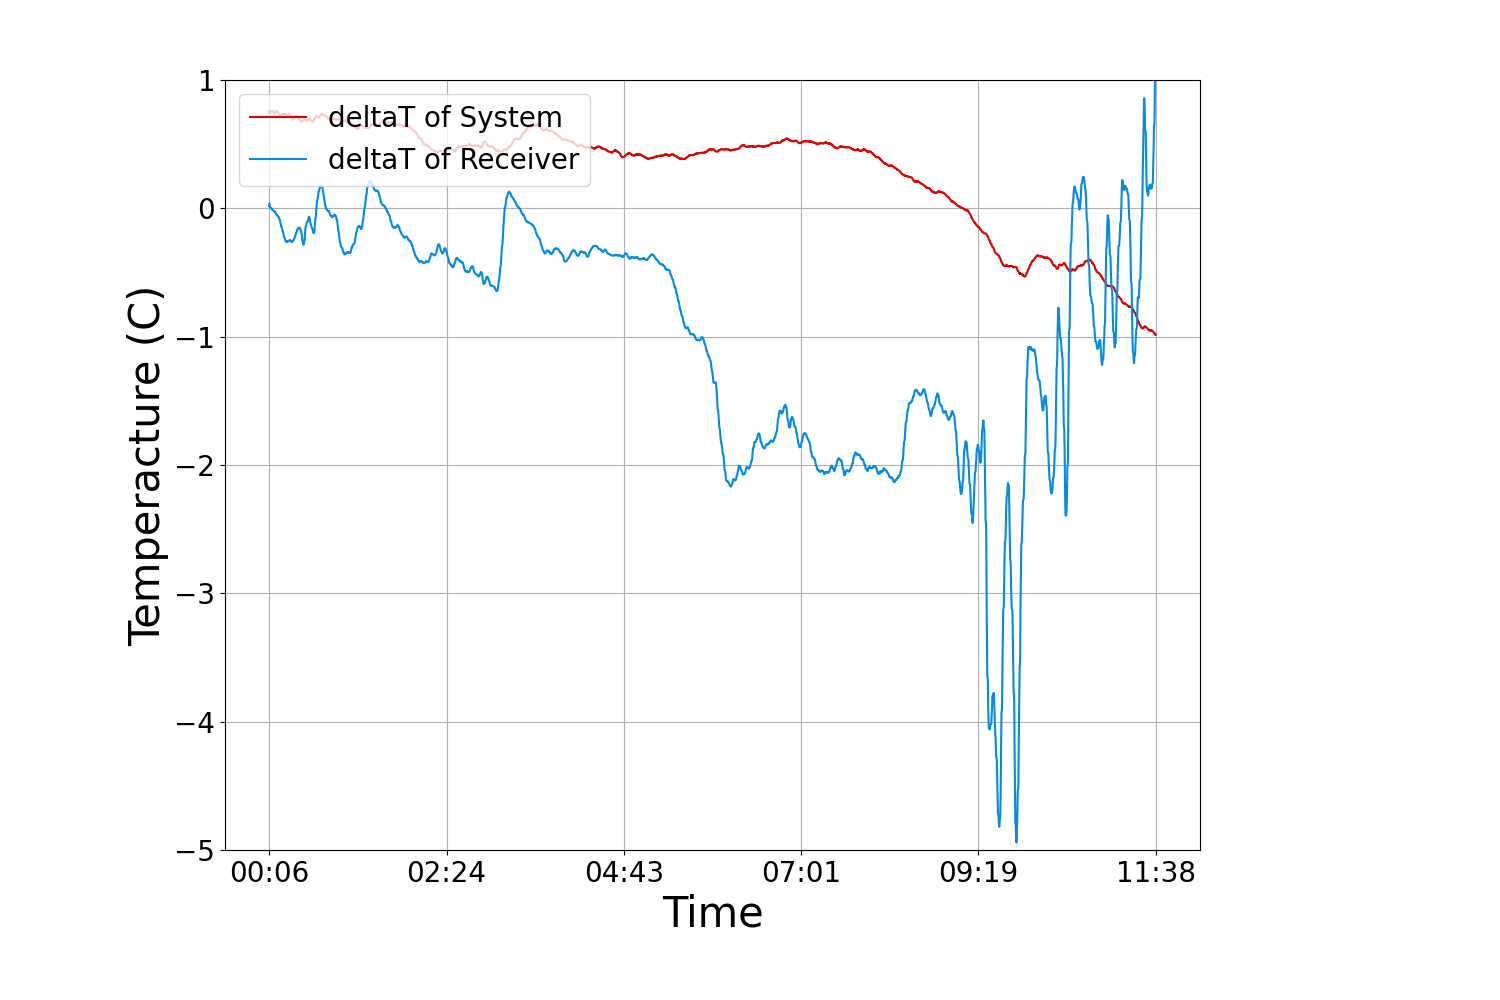 deltaT of System
deltaT of Receiver
Temperacture (C)
1
0
−1
−2
−3
−4
−5
00:06 02:24 04:43 07:01 09:19 11:38
Time